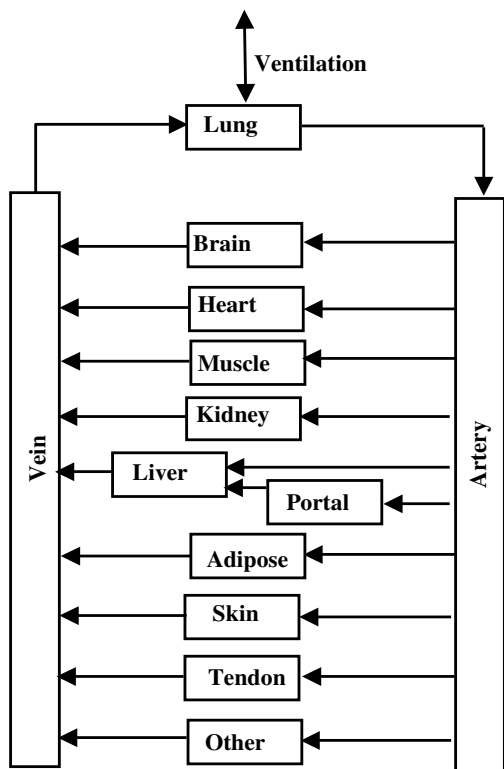 Ventilation
Lung
Brain
Heart
Muscle
Kidney
Liver
Portal
Adipose
Skin
Tendon
Other
Vein
Artery